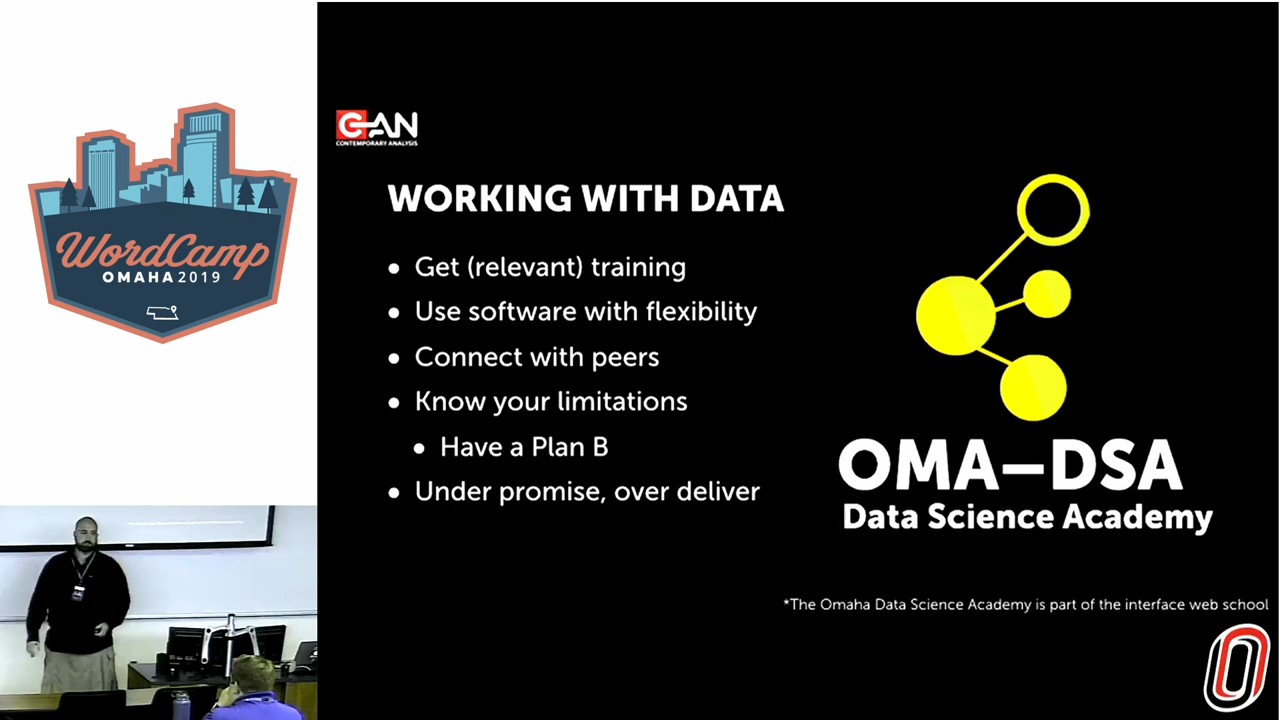 WordCamp
OMAHA 2019
CAN
CONTEMPORARY ANALYSIS
WORKING WITH DATA
• Get (relevant) training
• Use software with flexibility
• Connect with peers
• Know your limitations
• Have a Plan B
• Under promise, over deliver
OMA–DSA
Data Science Academy
*The Omaha Data Science Academy is part of the interface web school
O